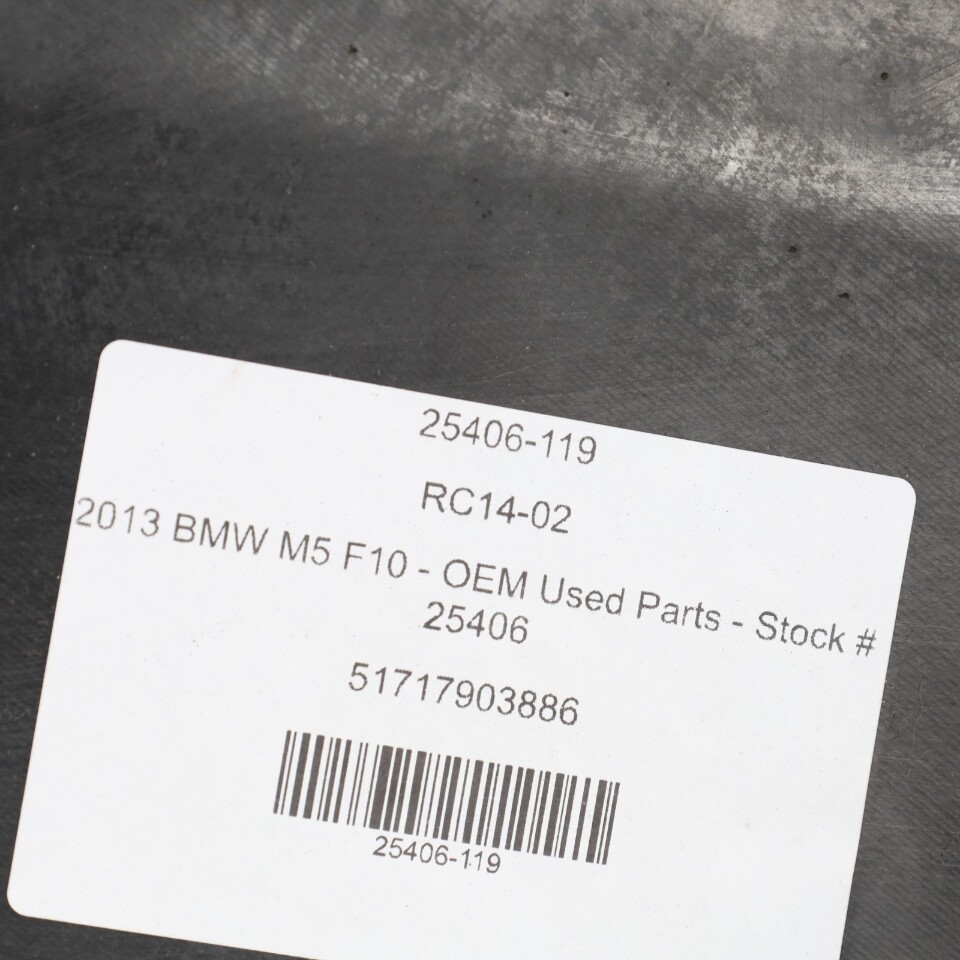 25406-119
RC14-02
2013 BMW M5 F10 - OEM Used Parts - Stock #
25406
51717903886
25406-119